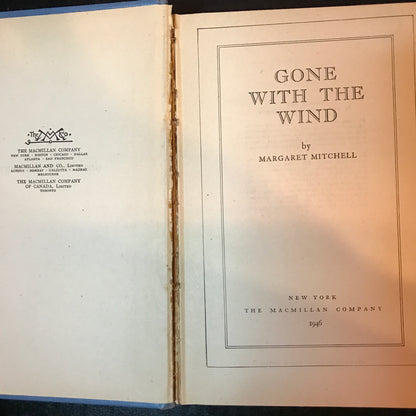 The M Co
THE MACMILLAN COMPANY
NEW YORK · BOSTON · CHICAGO · DALLAS
ATLANTA · SAN FRANCISCO
MACMILLAN AND CO., LIMITED
LONDON · BOMBAY · CALCUTTA · MADRAS
MELBOURNE
THE MACMILLAN COMPANY
OF CANADA, LIMITED
TORONTO
GONE
WITH THE
WIND
by
MARGARET MITCHELL
NEW YORK
THE MACMILLAN COMPANY
1946